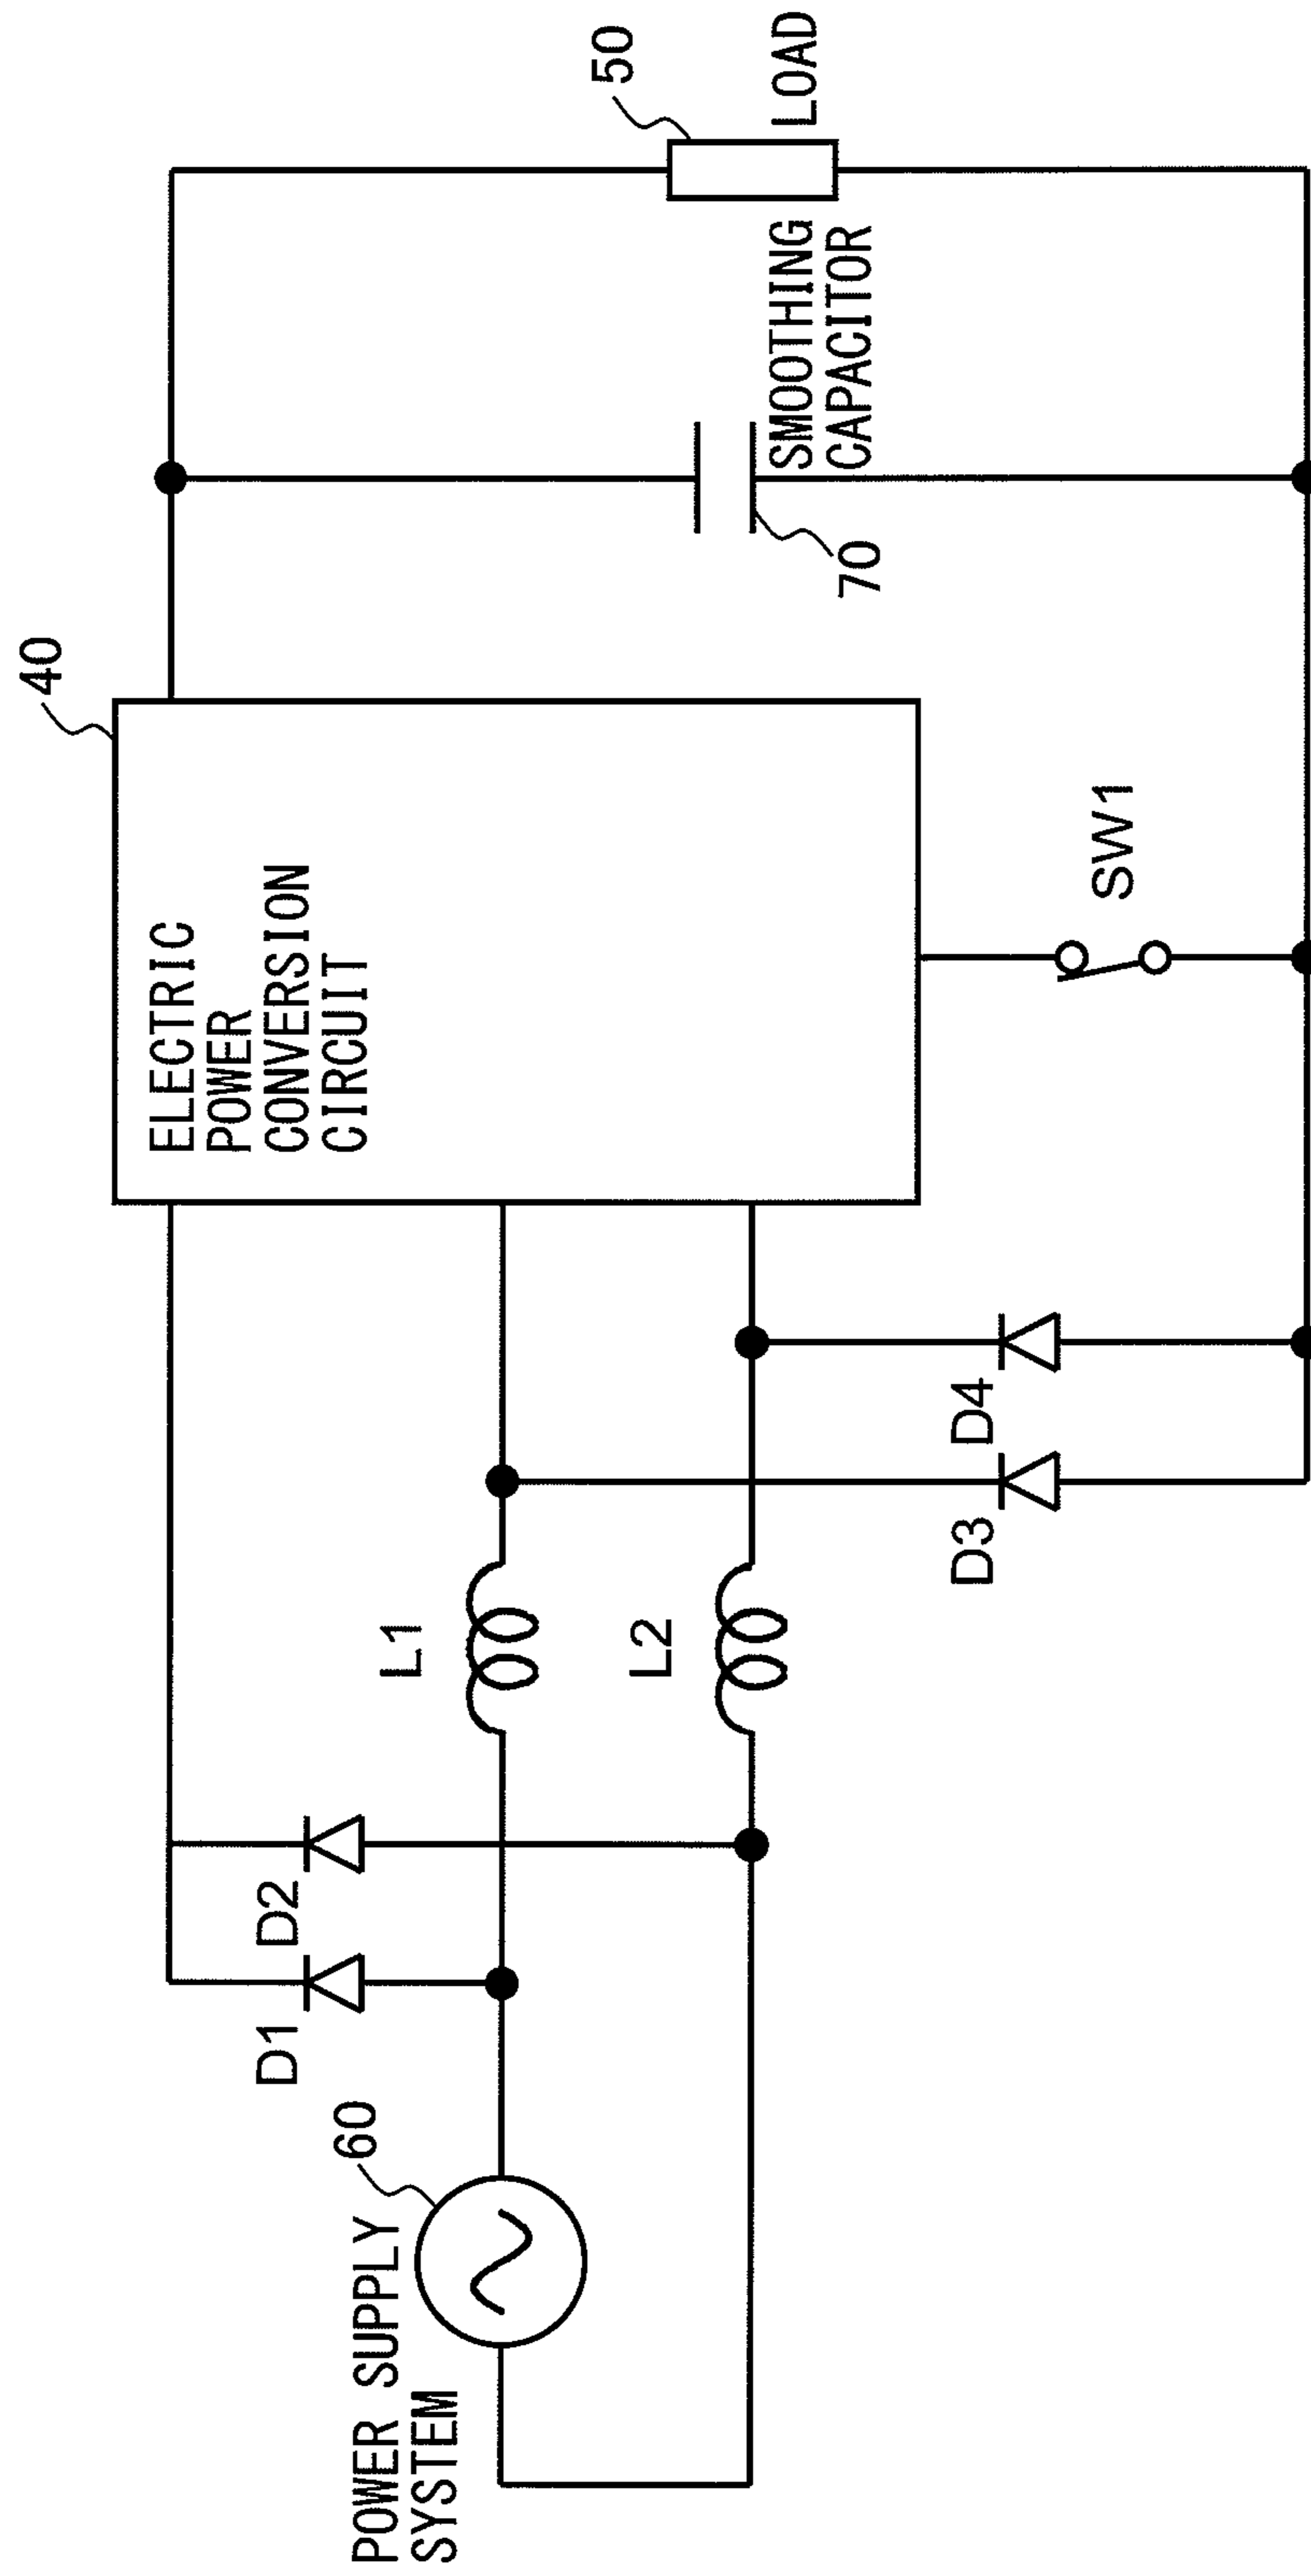 40
50
ELECTRIC
POWER
CONVERSION
CIRCUIT
LOAD
SMOOTHING
CAPACITOR
70
SW1
D1
D2
L1
L2
D3
D4
60
POWER SUPPLY
SYSTEM